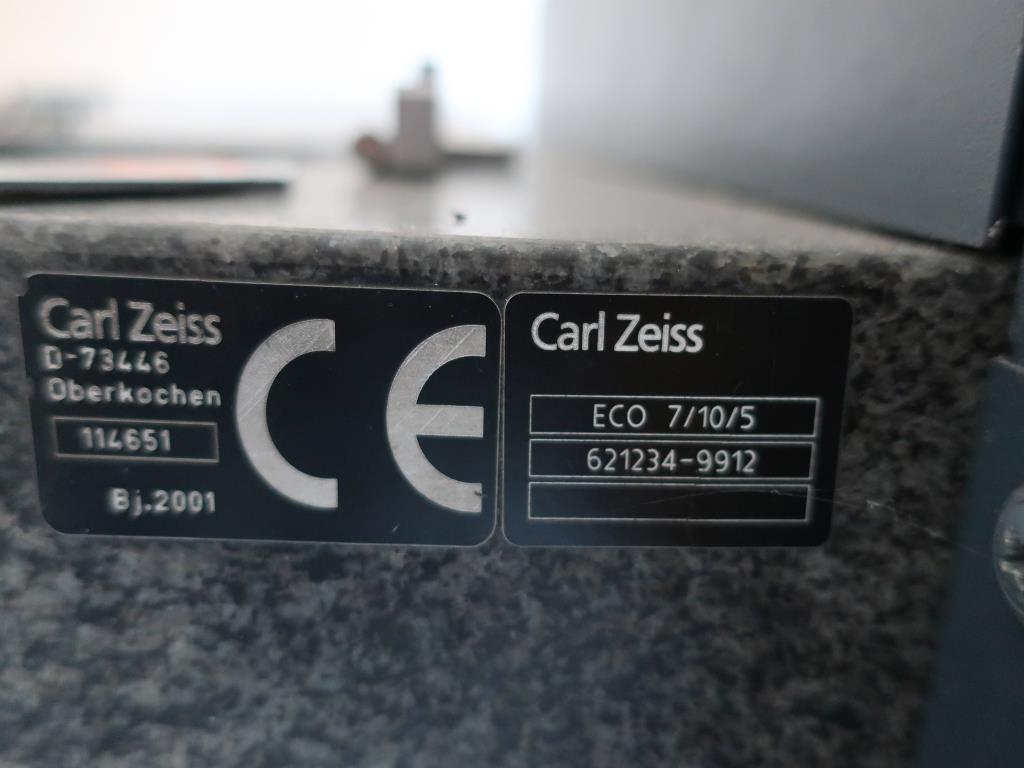 Carl Zeiss
D-73446
Oberkochen
114651
Bj.2001
CE
Carl Zeiss
ECO 7/10/5
621234-9912